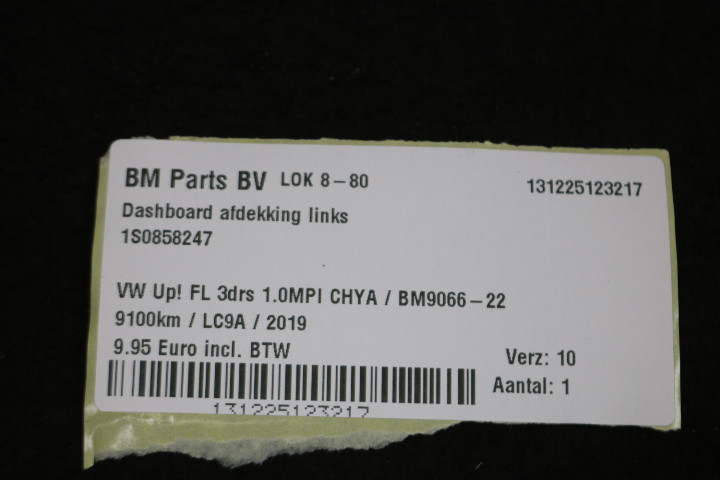 BM Parts BV LOK 8-80 131225123217
Dashboard afdekking links
1S0858247
VW Up! FL 3drs 1.0MPI CHYA / BM9066-22
9100km / LC9A / 2019
9.95 Euro incl. BTW
Verz: 10
Aantal: 1
131225123217